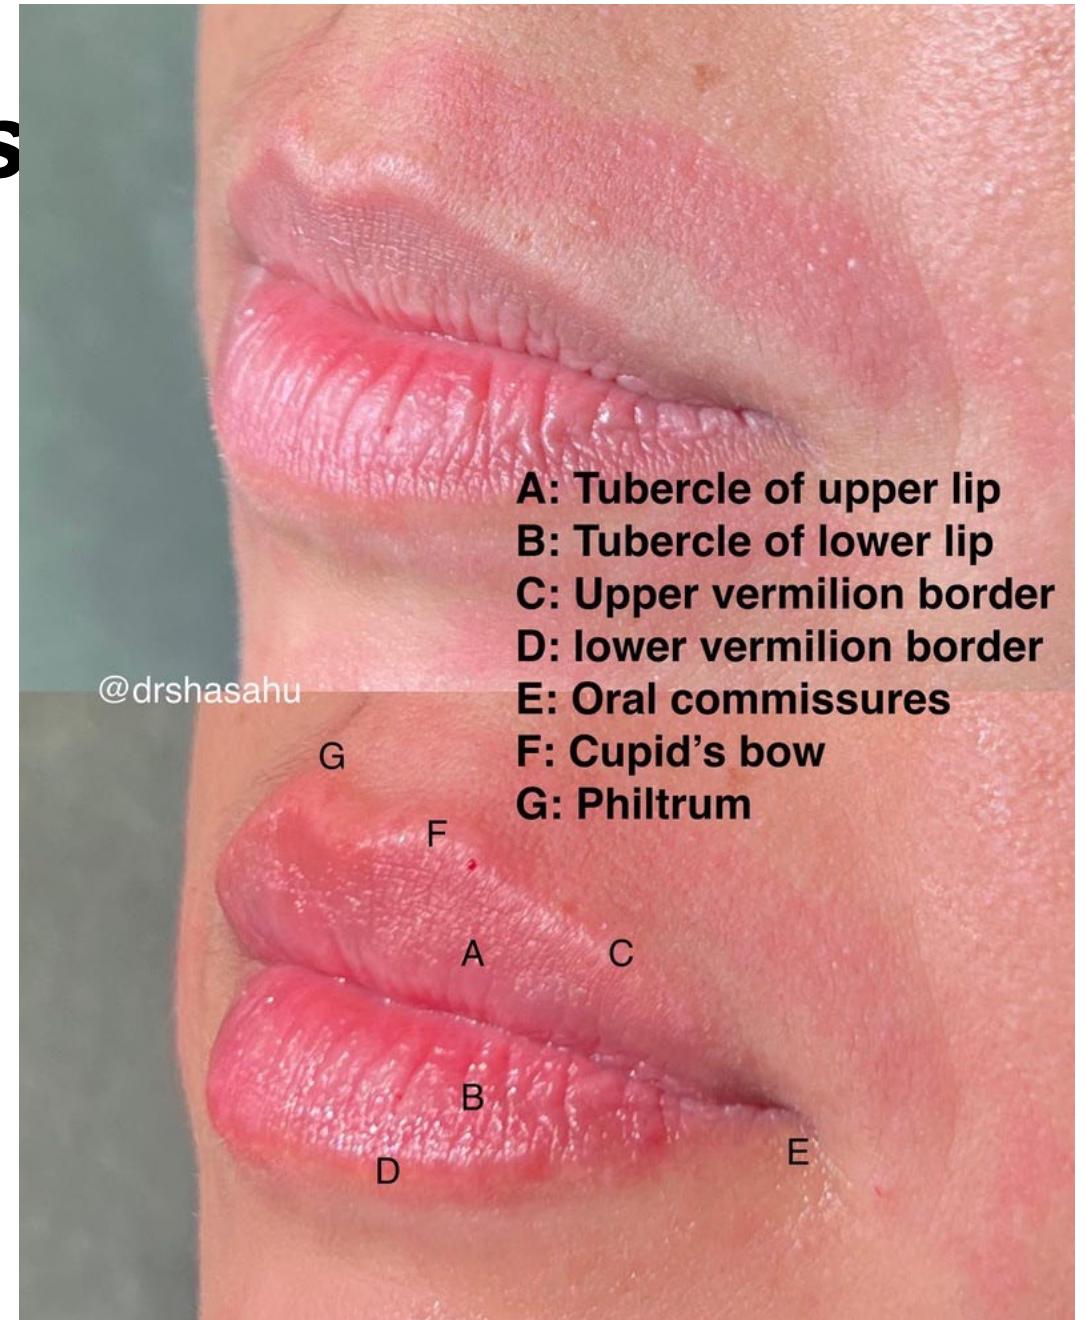 s
A: Tubercle of upper lip
B: Tubercle of lower lip
C: Upper vermilion border
D: lower vermilion border
E: Oral commissures
F: Cupid’s bow
G: Philtrum
@drshasahu
G
F
A
C
B
E
D